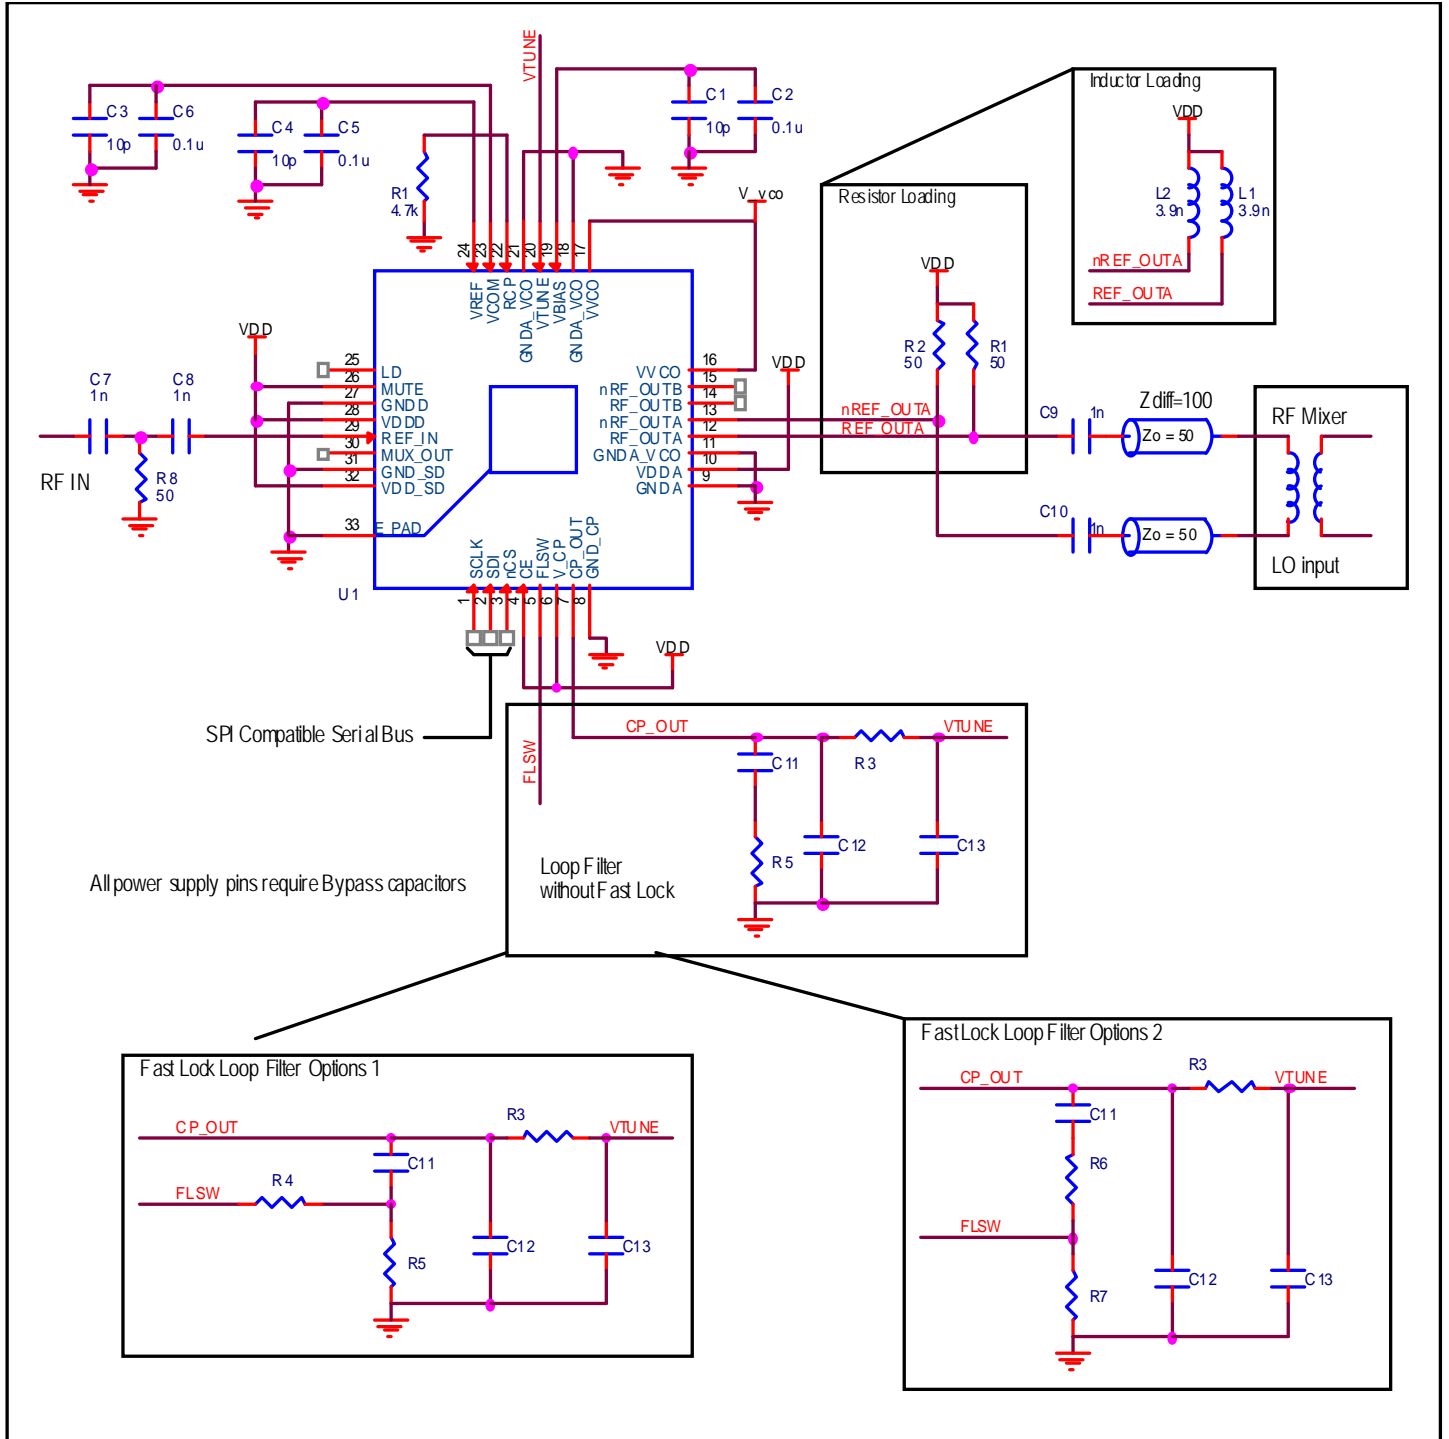 VTUNE
C3
10p
C6
0.1u
C4
10p
C5
0.1u
R1
4.7k
C1
10p
C2
0.1u
V_vco
Inductor Loading
VDD
L2
3.9n
L1
3.9n
nREF_OUTA
REF_OUTA
Resistor Loading
VDD
R2
50
R1
50
nREF_OUTA
REF_OUTA
24
23
22
21
20
19
18
17
VREF
VCOM
RCP
GNDA_VCO
VTUNE
VBIAS
GNDA_VCO
VVCO
VDD
25
26
27
28
29
30
31
32
33
LD
MUTE
GNDD
VDDD
REF_IN
MUX_OUT
GND_SD
VDD_SD
E_PAD
VVCO
nRF_OUTB
RF_OUTB
nRF_OUTA
RF_OUTA
GNDA_VCO
VDDA
GNDA
16
15
14
13
12
11
10
9
VDD
C7
1n
C8
1n
RF IN
R8
50
C9
1n
Zdiff=100
Zo = 50
C10
1n
Zo = 50
RF Mixer
LO input
SCLK
SDI
nCS
CE
FLSW
V_CP
CP_OUT
GND_CP
1
2
3
4
5
6
7
8
U1
VDD
SPI Compatible Serial Bus
FLSW
CP_OUT
VTUNE
C11
R3
R5
C12
C13
Loop Filter
without Fast Lock
All power supply pins require Bypass capacitors
Fast Lock Loop Filter Options 1
CP_OUT
R3
VTUNE
C11
FLSW
R4
R5
C12
C13
Fast Lock Loop Filter Options 2
CP_OUT
R3
VTUNE
C11
R6
FLSW
R7
C12
C13